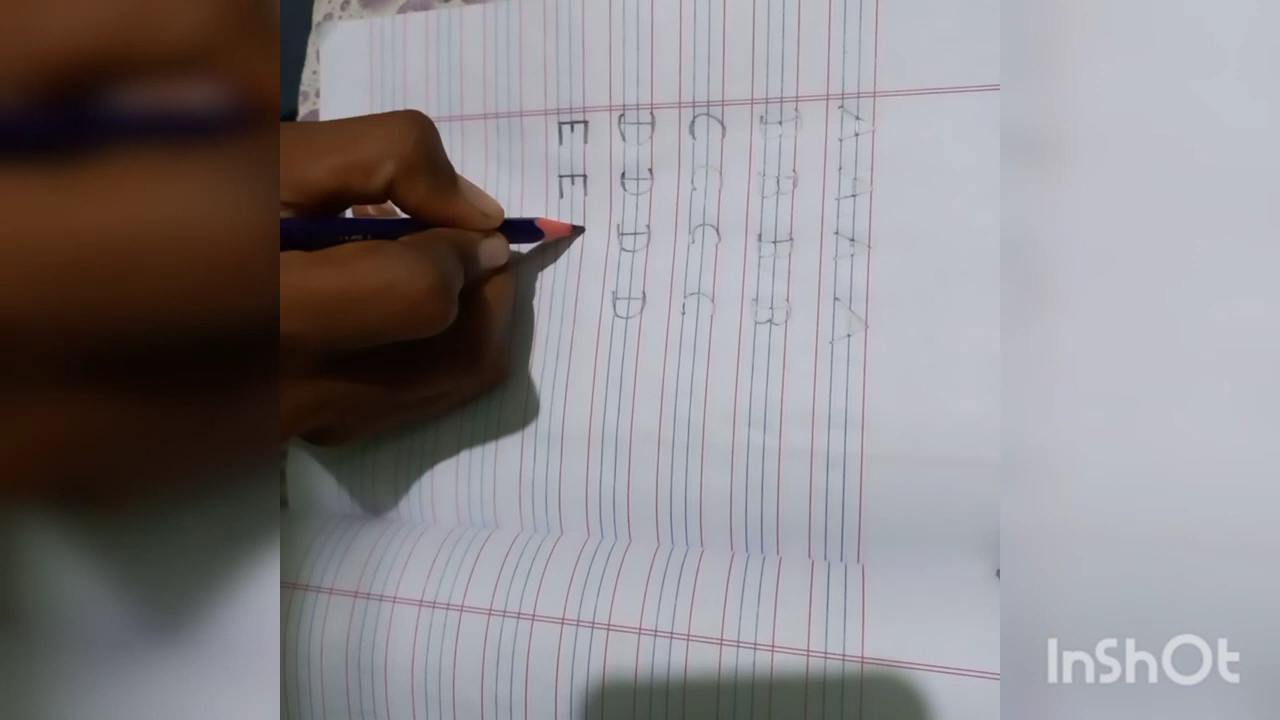 A A A A
B B B B
C C C C
D D D D
E E
InShOt